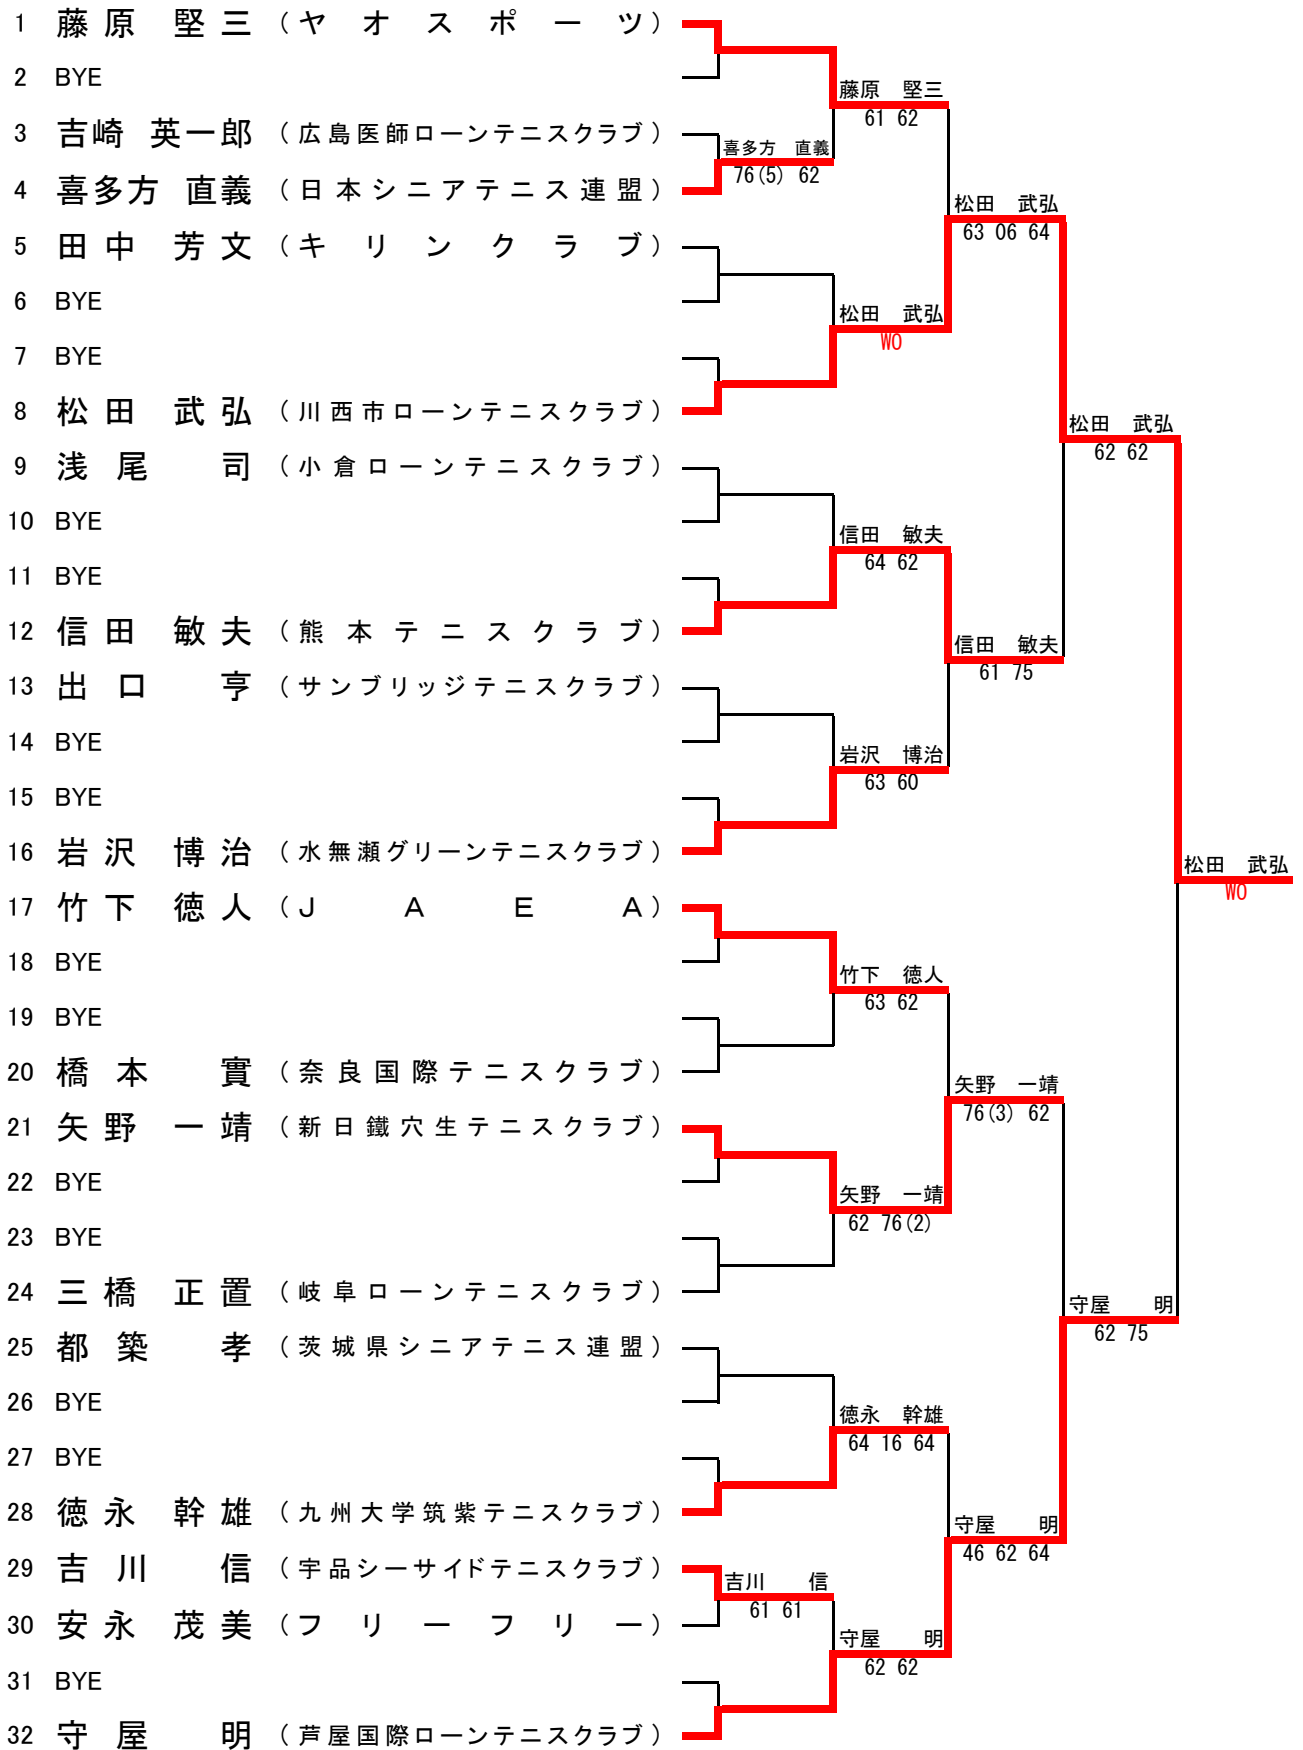 1 藤原 堅三 (ヤオスポーツ)
2 BYE
3 吉崎 英一郎 (広島医師ローンテニスクラブ)
4 喜多方 直義 (日本シニアテニス連盟)
5 田中 芳文 (キリンクラブ)
6 BYE
7 BYE
8 松田 武弘 (川西市ローンテニスクラブ)
9 浅尾 司 (小倉ローンテニスクラブ)
10 BYE
11 BYE
12 信田 敏夫 (熊本テニスクラブ)
13 出口 亨 (サンブリッジテニスクラブ)
14 BYE
15 BYE
16 岩沢 博治 (水無瀬グリーンテニスクラブ)
17 竹下 徳人 (JAEA)
18 BYE
19 BYE
20 橋本 實 (奈良国際テニスクラブ)
21 矢野 一靖 (新日鐵穴生テニスクラブ)
22 BYE
23 BYE
24 三橋 正置 (岐阜ローンテニスクラブ)
25 都築 孝 (茨城県シニアテニス連盟)
26 BYE
27 BYE
28 徳永 幹雄 (九州大学筑紫テニスクラブ)
29 吉川 信 (宇品シーサイドテニスクラブ)
30 安永 茂美 (フリーフリー)
31 BYE
32 守屋 明 (芦屋国際ローンテニスクラブ)
喜多方 直義
76(5) 62
吉川 信
61 61
藤原 堅三
61 62
松田 武弘
WO
信田 敏夫
64 62
岩沢 博治
63 60
竹下 徳人
63 62
矢野 一靖
62 76(2)
徳永 幹雄
64 16 64
守屋 明
62 62
松田 武弘
63 06 64
信田 敏夫
61 75
矢野 一靖
76(3) 62
守屋 明
46 62 64
松田 武弘
62 62
守屋 明
62 75
松田 武弘
WO